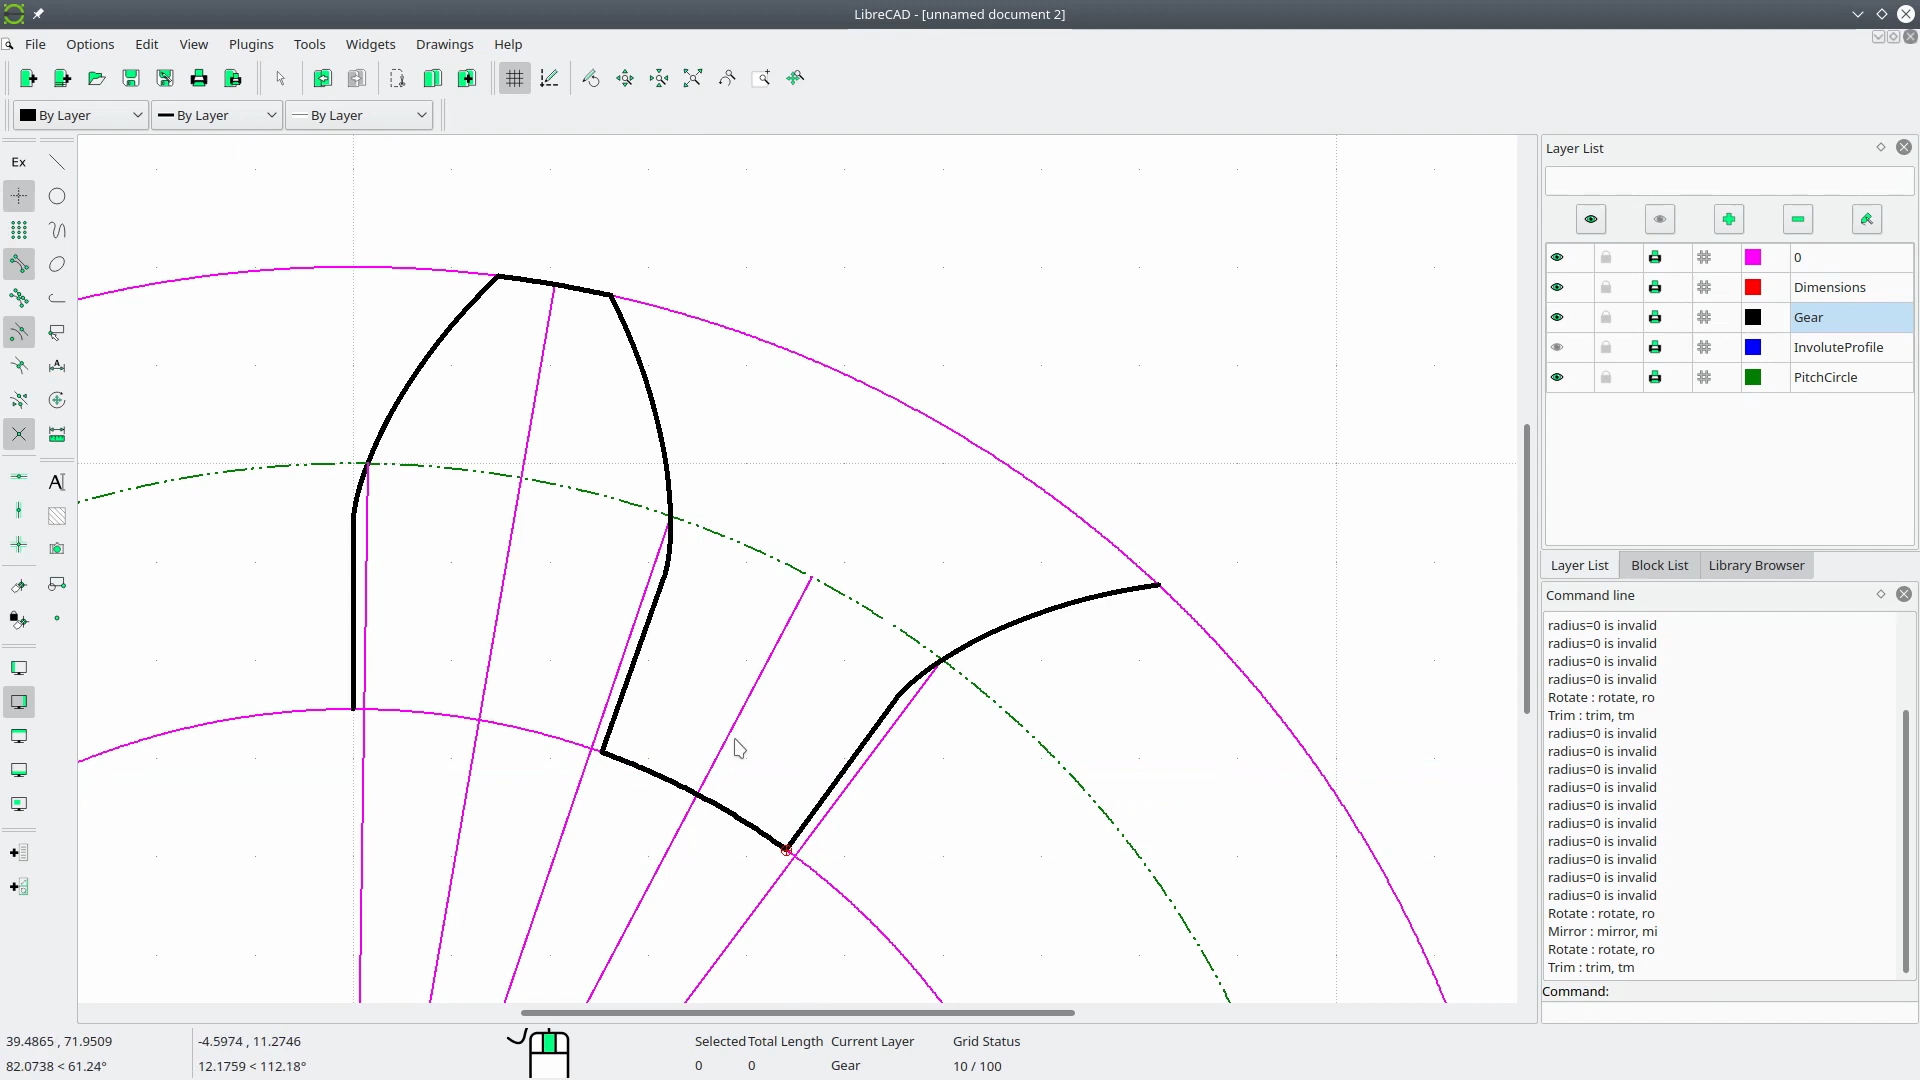 LibreCAD - [unnamed document 2]
File Options Edit View Plugins Tools Widgets Drawings Help
By Layer By Layer By Layer
Layer List
Ex
0
Dimensions
Gear
InvoluteProfile
PitchCircle
A
Layer List Block List Library Browser
Command line
radius=0 is invalid
radius=0 is invalid
radius=0 is invalid
radius=0 is invalid
Rotate : rotate, ro
Trim : trim, tm
radius=0 is invalid
radius=0 is invalid
radius=0 is invalid
radius=0 is invalid
radius=0 is invalid
radius=0 is invalid
radius=0 is invalid
radius=0 is invalid
radius=0 is invalid
radius=0 is invalid
Rotate : rotate, ro
Mirror : mirror, mi
Rotate : rotate, ro
Trim : trim, tm
Command:
39.4865 , 71.9509 -4.5974 , 11.2746 Selected Total Length Current Layer Grid Status
82.0738 < 61.24° 12.1759 < 112.18° 0 0 Gear 10 / 100